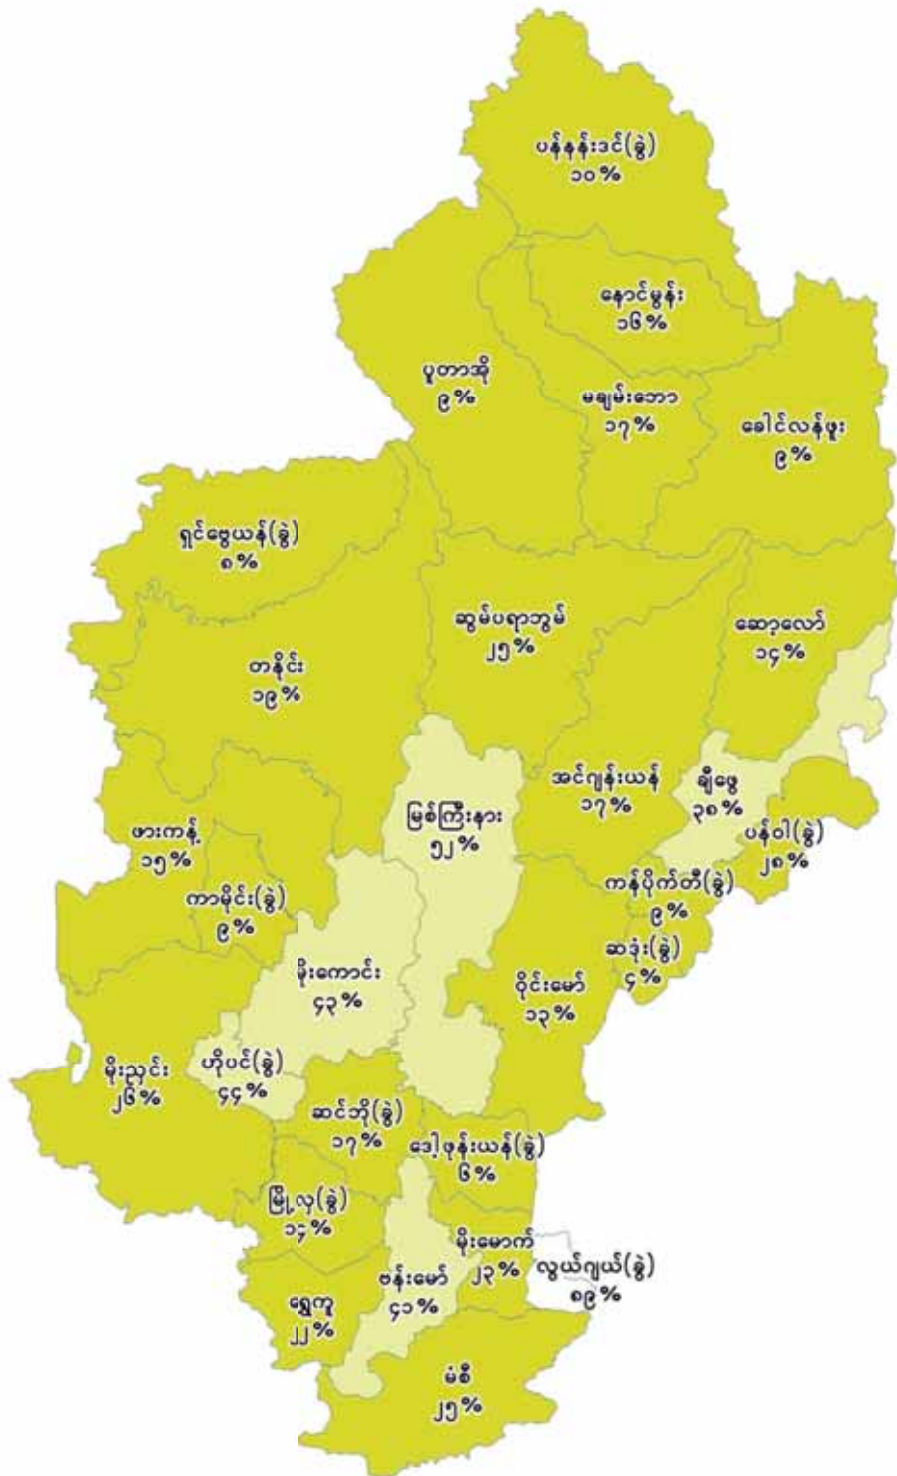 ပန်နန်းဒင်(ခွဲ)
၁၀%
နောင်မွန်း
၁၆%
ပူတာအို
၉%
မချမ်းဘော
၁၇%
ခေါင်လန်ဖူး
၉%
ရှင်ဗွေယန်(ခွဲ)
၈%
ဆွမ်ပရာဘွမ်
၂၅%
ဆော့လော်
၁၄%
တနိုင်း
၁၉%
အင်ဂျန်းယန်
၁၇%
ချီဖွေ
၃၈%
မြစ်ကြီးနား
၅၂%
ဖားကန့်
၁၅%
ပန်ဝါ(ခွဲ)
၂၈%
ကာမိုင်း(ခွဲ)
၉%
ကန်ပိုက်တီ(ခွဲ)
၉%
ဆဒုံး(ခွဲ)
၄%
မိုးကောင်း
၄၃%
ဝိုင်းမော်
၁၃%
မိုးညှင်း
၂၆%
ဟိုပင်(ခွဲ)
၄၄%
ဆင်ဘို(ခွဲ)
၁၇%
ဒေါ့ဖုန်းယန်(ခွဲ)
၆%
မြို့လှ(ခွဲ)
၁၄%
မိုးမောက်
၂၃%
လွယ်ဂျယ်(ခွဲ)
၈၉%
ဗန်းမော်
၄၁%
ရွှေကူ
၂၂%
မံစီ
၂၅%